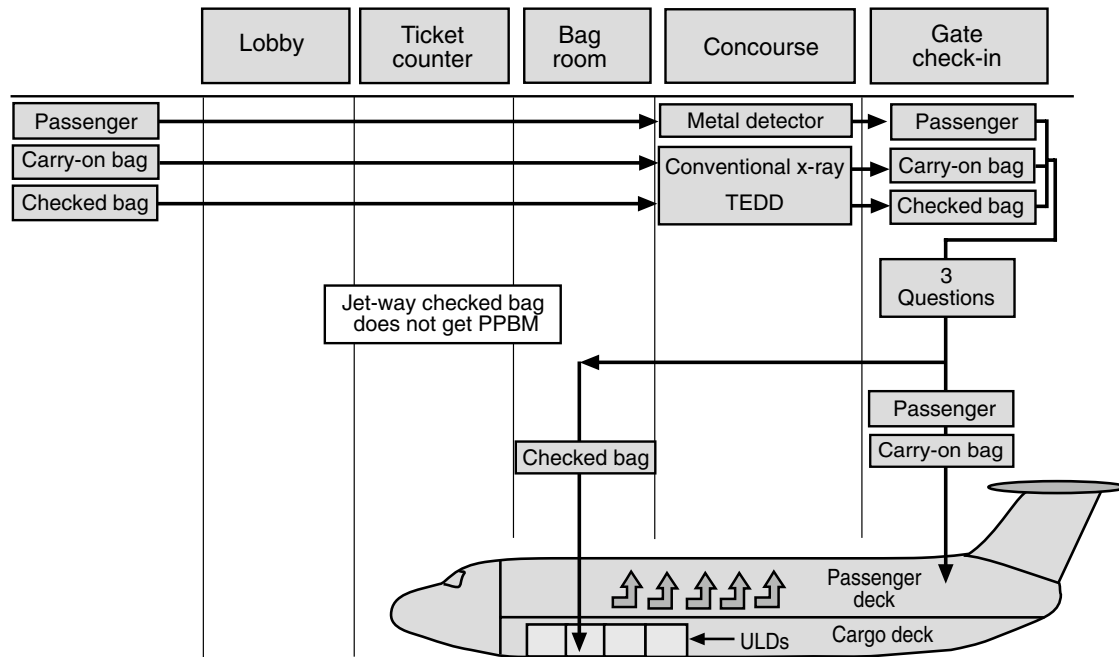 Lobby
Ticket
counter
Bag
room
Concourse
Gate
check-in
Passenger
Metal detector
Passenger
Carry-on bag
Conventional x-ray
Carry-on bag
Checked bag
TEDD
Checked bag
3
Questions
Jet-way checked bag
does not get PPBM
Passenger
Checked bag
Carry-on bag
Passenger
deck
ULDs
Cargo deck